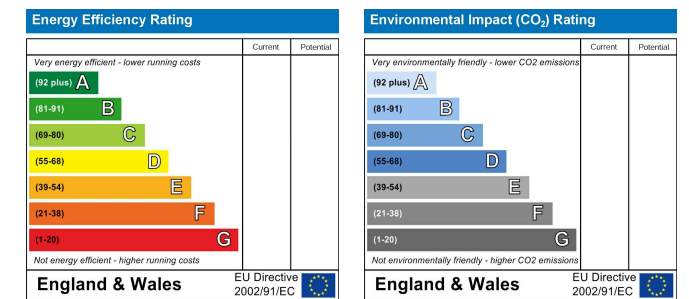 Energy Efficiency Rating
Current Potential
Very energy efficient - lower running costs
(92 plus) A
(81-91) B
(69-80) C
(55-68) D
(39-54) E
(21-38) F
(1-20) G
Not energy efficient - higher running costs
England & Wales
EU Directive
2002/91/EC
Environmental Impact (CO₂) Rating
Current Potential
Very environmentally friendly - lower CO2 emissions
(92 plus) A
(81-91) B
(69-80) C
(55-68) D
(39-54) E
(21-38) F
(1-20) G
Not environmentally friendly - higher CO2 emissions
England & Wales
EU Directive
2002/91/EC